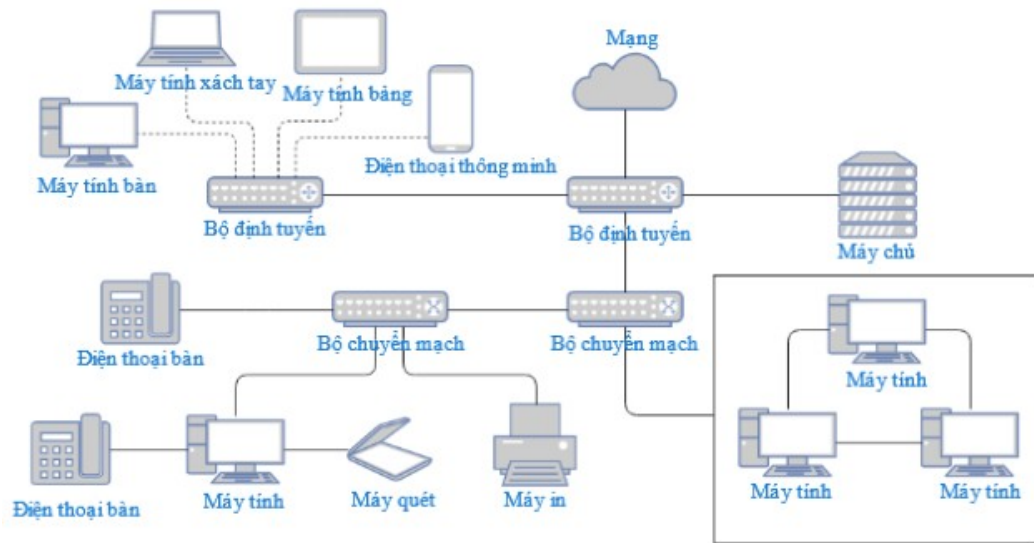 Mạng
Máy tính xách tay
Máy tính bảng
Điện thoại thông minh
Máy tính bàn
Bộ định tuyến
Bộ định tuyến
Máy chủ
Điện thoại bàn
Bộ chuyển mạch
Bộ chuyển mạch
Máy tính
Điện thoại bàn
Máy tính
Máy quét
Máy in
Máy tính
Máy tính